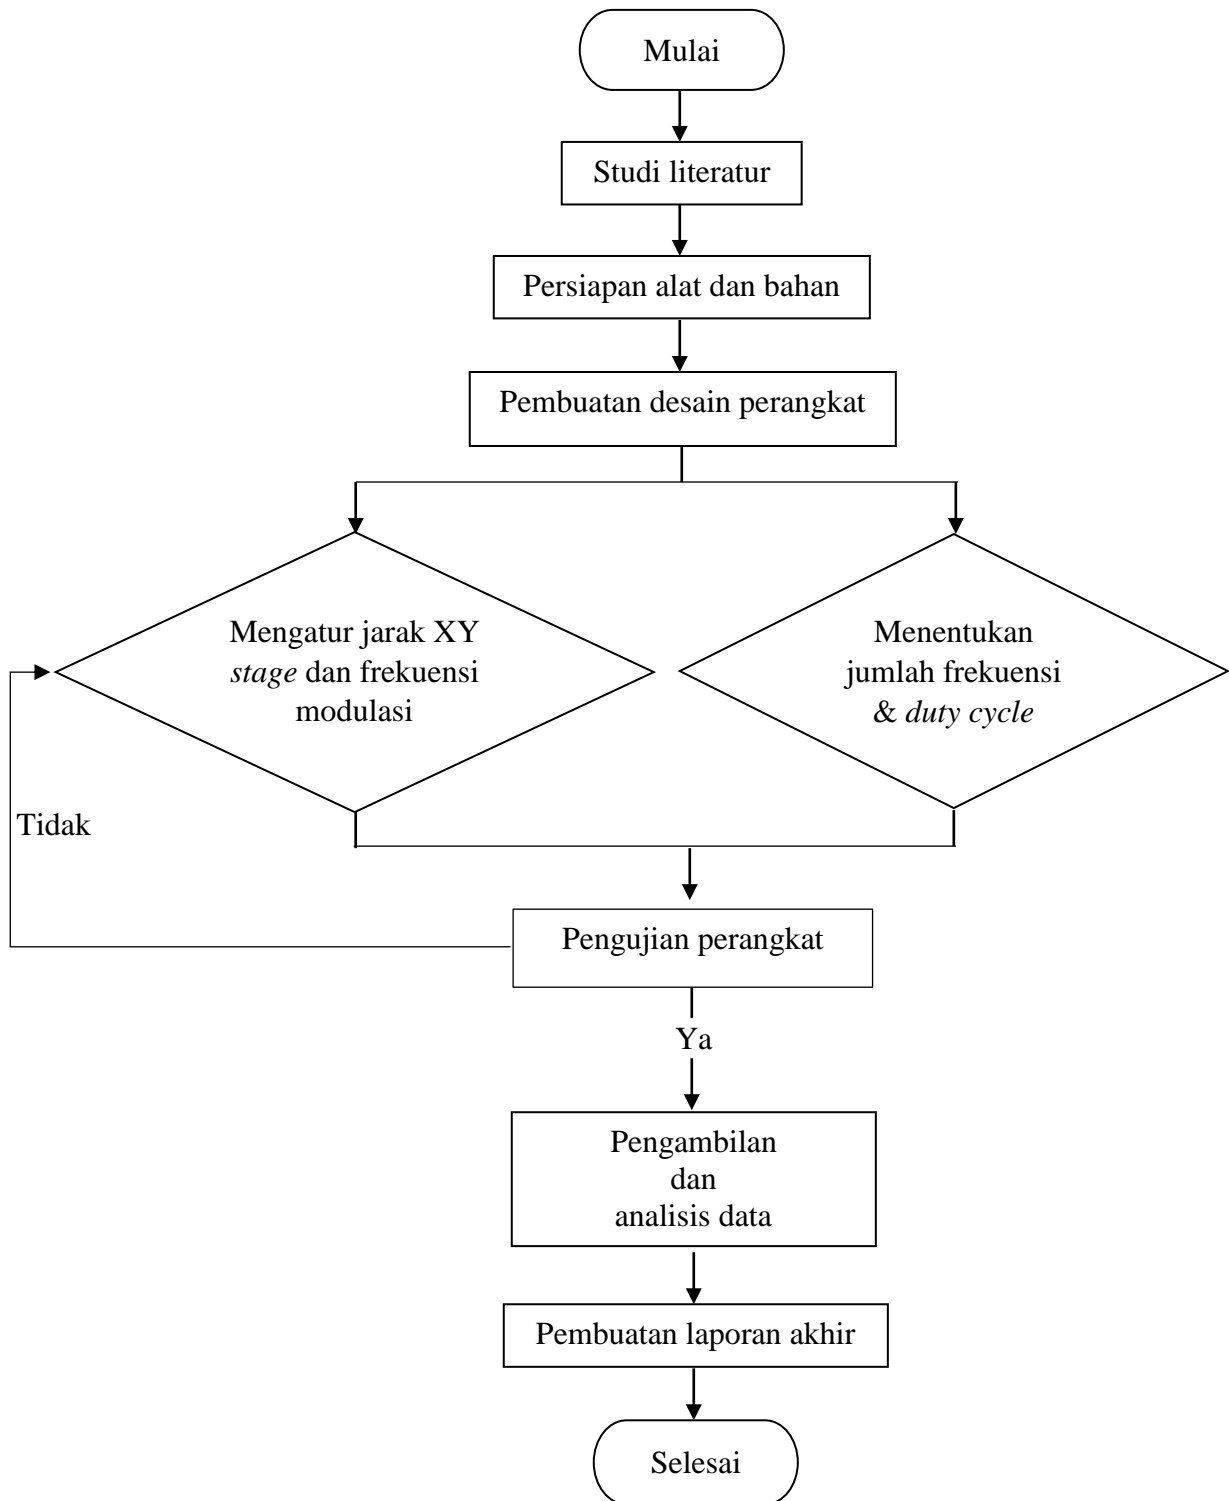 Mulai
Studi literatur
Persiapan alat dan bahan
Pembuatan desain perangkat
Mengatur jarak XY
stage dan frekuensi
modulasi
Menentukan
jumlah frekuensi
& duty cycle
Tidak
Pengujian perangkat
Ya
Pengambilan
dan
analisis data
Pembuatan laporan akhir
Selesai